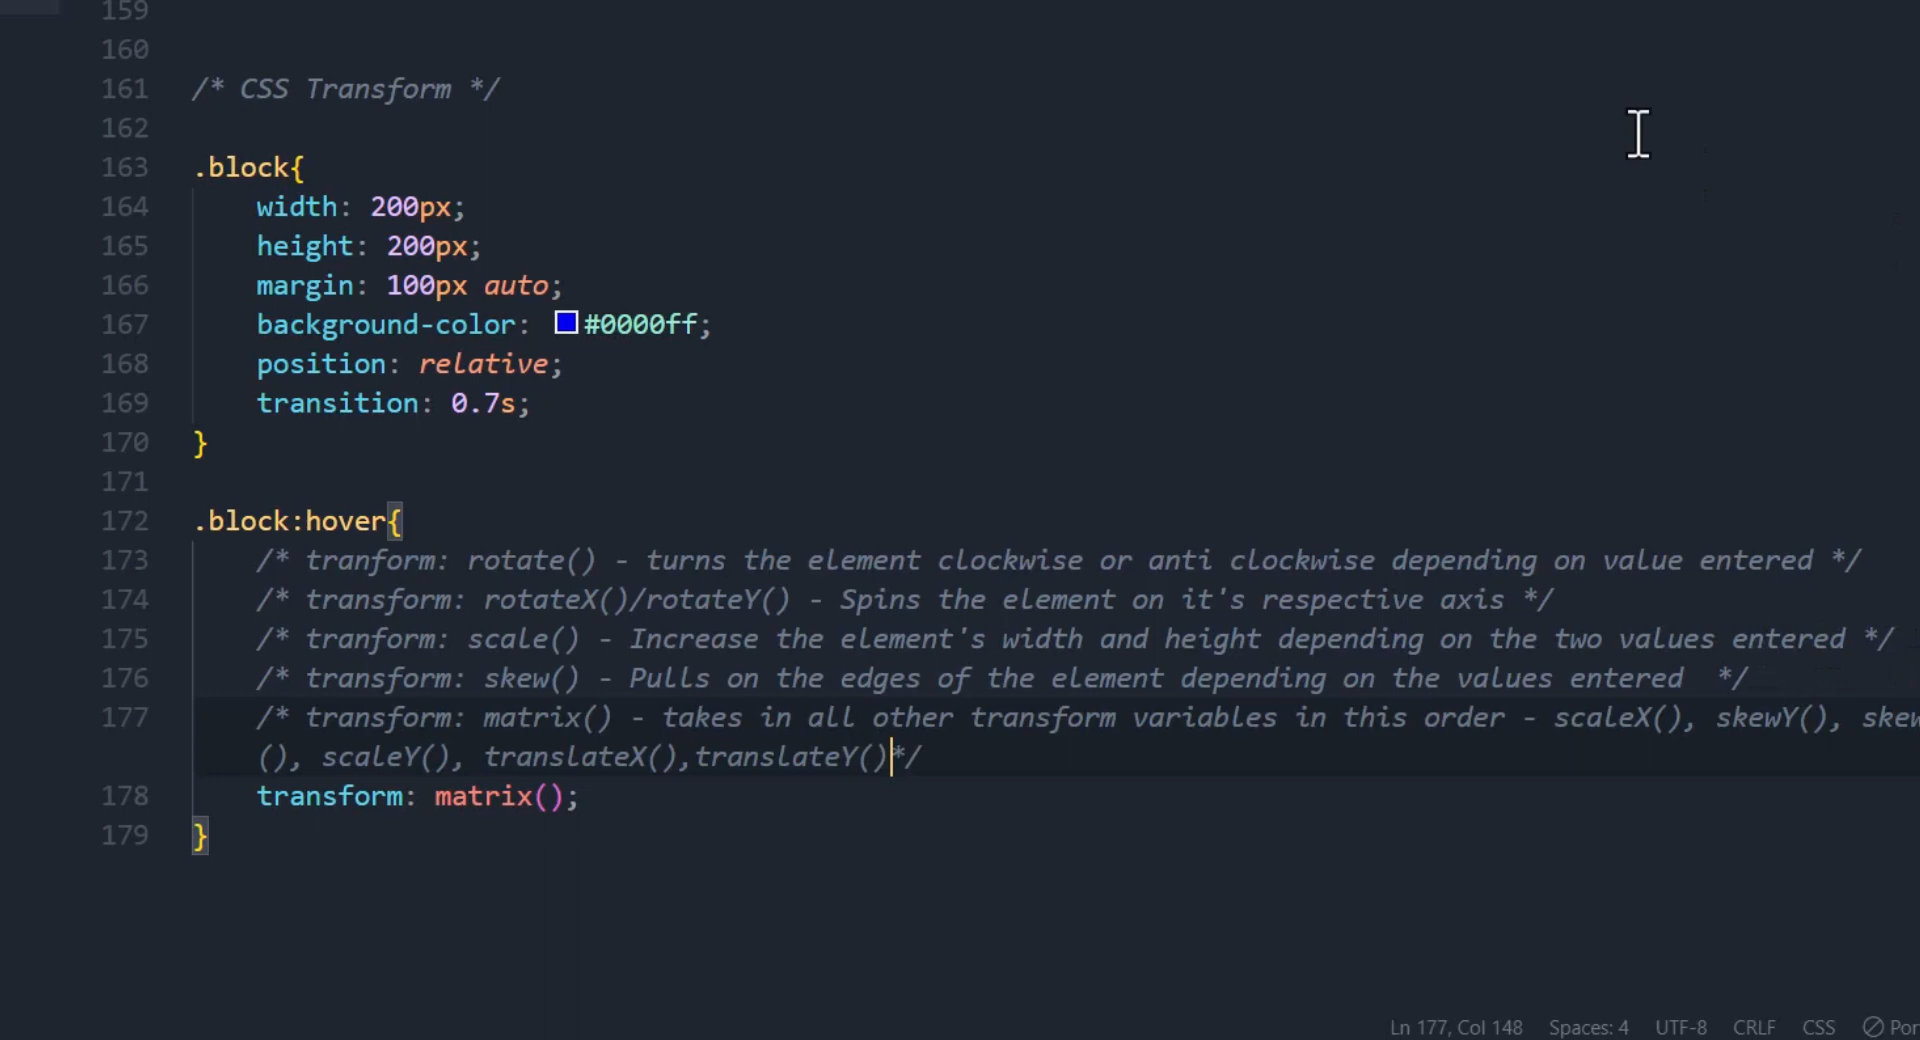 159
160
161 /* CSS Transform */
162
163 .block{
164 width: 200px;
165 height: 200px;
166 margin: 100px auto;
167 background-color: #0000ff;
168 position: relative;
169 transition: 0.7s;
170 }
171
172 .block:hover{
173 /* tranform: rotate() - turns the element clockwise or anti clockwise depending on value entered */
174 /* transform: rotateX()/rotateY() - Spins the element on it's respective axis */
175 /* tranform: scale() - Increase the element's width and height depending on the two values entered */
176 /* transform: skew() - Pulls on the edges of the element depending on the values entered */
177 /* transform: matrix() - takes in all other transform variables in this order - scaleX(), skewY(), skew
(), scaleY(), translateX(),translateY()*/
178 transform: matrix();
179 }
Ln 177, Col 148 Spaces: 4 UTF-8 CRLF CSS Por